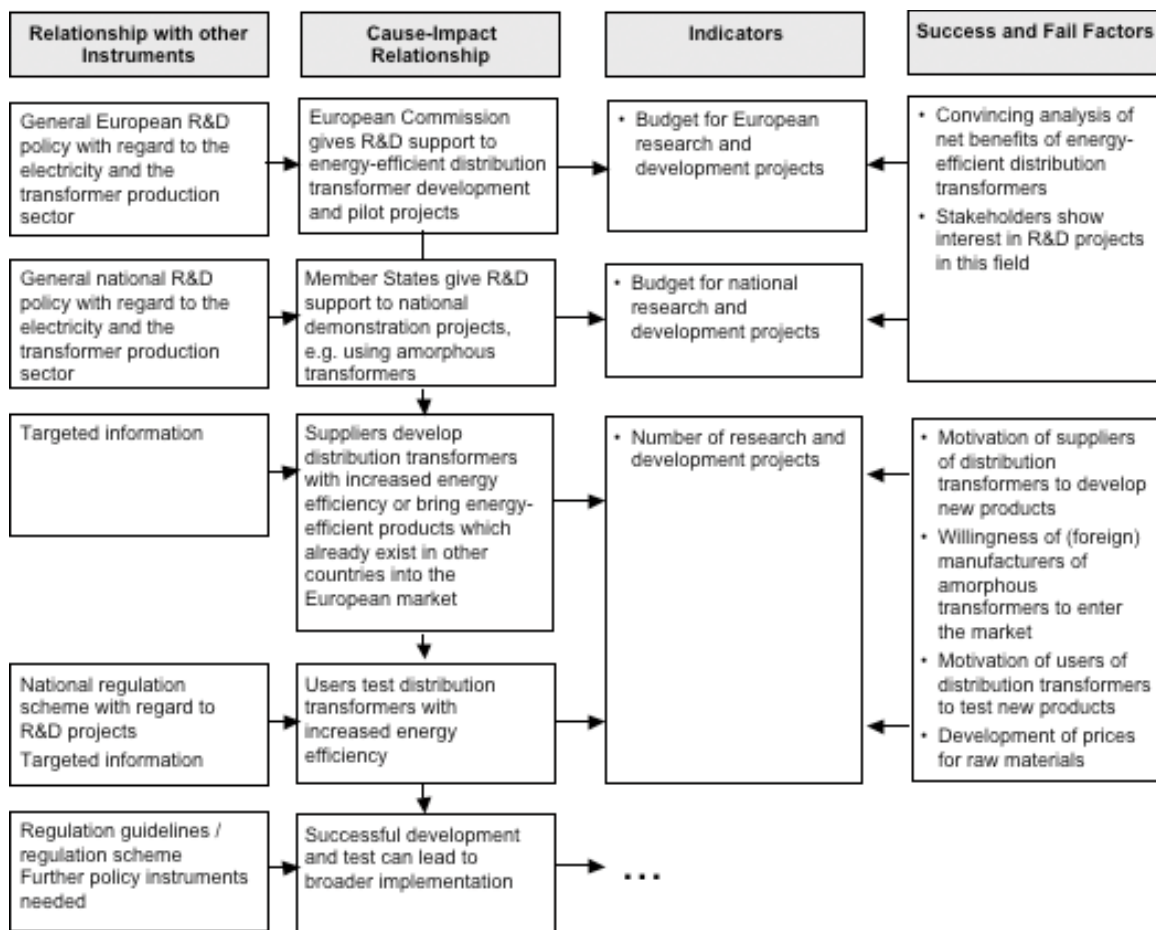 Relationship with other
Instruments
Cause-Impact
Relationship
Indicators
Success and Fail Factors
General European R&D
policy with regard to the
electricity and the
transformer production
sector
European Commission
gives R&D support to
energy-efficient distribution
transformer development
and pilot projects
• Budget for European
research and
development projects
• Convincing analysis of
net benefits of energy-
efficient distribution
transformers
• Stakeholders show
interest in R&D projects
in this field
General national R&D
policy with regard to the
electricity and the
transformer production
sector
Member States give R&D
support to national
demonstration projects,
e.g. using amorphous
transformers
• Budget for national
research and
development projects
Targeted information
Suppliers develop
distribution transformers
with increased energy
efficiency or bring energy-
efficient products which
already exist in other
countries into the
European market
• Number of research and
development projects
• Motivation of suppliers
of distribution
transformers to develop
new products
• Willingness of (foreign)
manufacturers of
amorphous
transformers to enter
the market
• Motivation of users of
distribution transformers
to test new products
• Development of prices
for raw materials
National regulation
scheme with regard to
R&D projects
Targeted information
Users test distribution
transformers with
increased energy
efficiency
Regulation guidelines /
regulation scheme
Further policy instruments
needed
Successful development
and test can lead to
broader implementation
...